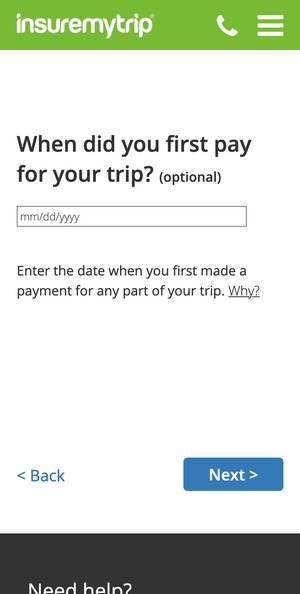 insuremytrip
When did you first pay
for your trip? (optional)
mm/dd/yyyy
Enter the date when you first made a
payment for any part of your trip. Why?
< Back
Next >
Need help?